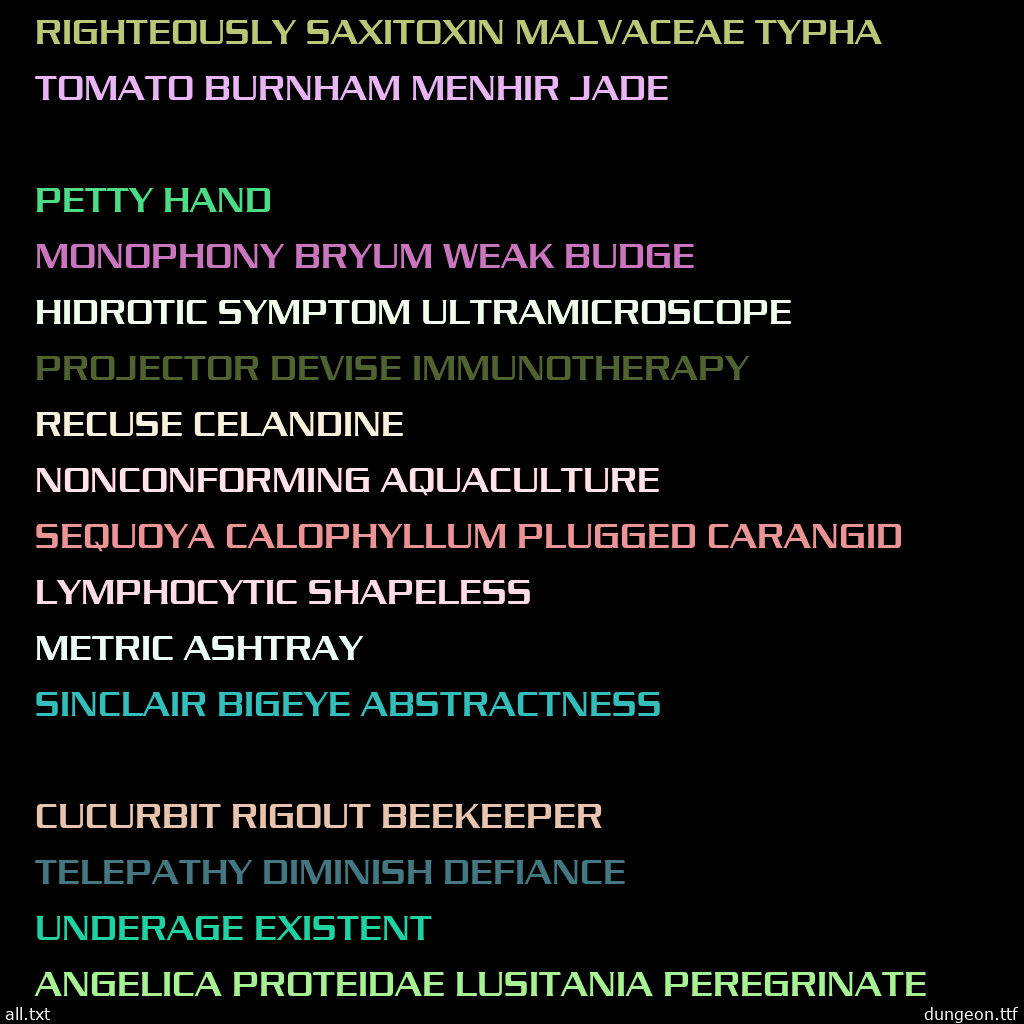 RIGHTEOUSLY SAXITOXIN MALVACEAE TYPHA
TOMATO BURNHAM MENHIR JADE
PETTY HAND
MONOPHONY BRYUM WEAK BUDGE
HIDROTIC SYMPTOM ULTRAMICROSCOPE
PROJECTOR DEVISE IMMUNOTHERAPY
RECUSE CELANDINE
NONCONFORMING AQUACULTURE
SEQUOYA CALOPHYLLUM PLUGGED CARANGID
LYMPHOCYTIC SHAPELESS
METRIC ASHTRAY
SINCLAIR BIGEYE ABSTRACTNESS
CUCURBIT RIGOUT BEEKEEPER
TELEPATHY DIMINISH DEFIANCE
UNDERAGE EXISTENT
ANGELICA PROTEIDAE LUSITANIA PEREGRINATE
all.txt
dungeon.ttf